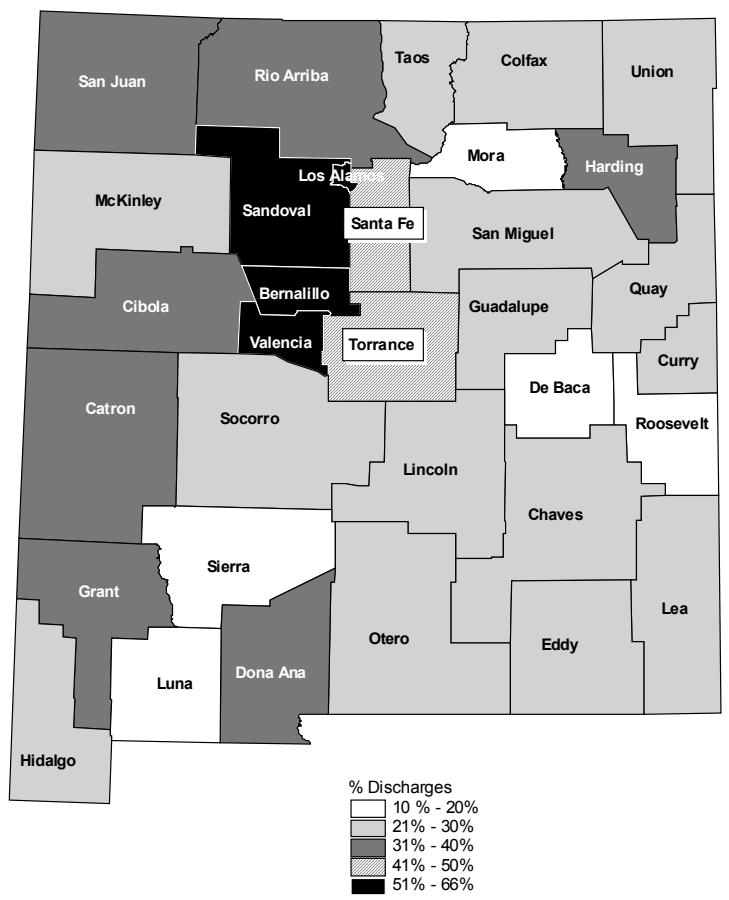 Taos
Colfax
Union
San Juan
Rio Arriba
Mora
Harding
Los Alamos
McKinley
Sandoval
Santa Fe
San Miguel
Quay
Bernalillo
Cibola
Guadalupe
Valencia
Torrance
Curry
De Baca
Catron
Socorro
Roosevelt
Lincoln
Chaves
Sierra
Grant
Lea
Otero
Eddy
Dona Ana
Luna
Hidalgo
% Discharges
10 % - 20%
21% - 30%
31% - 40%
41% - 50%
51% - 66%